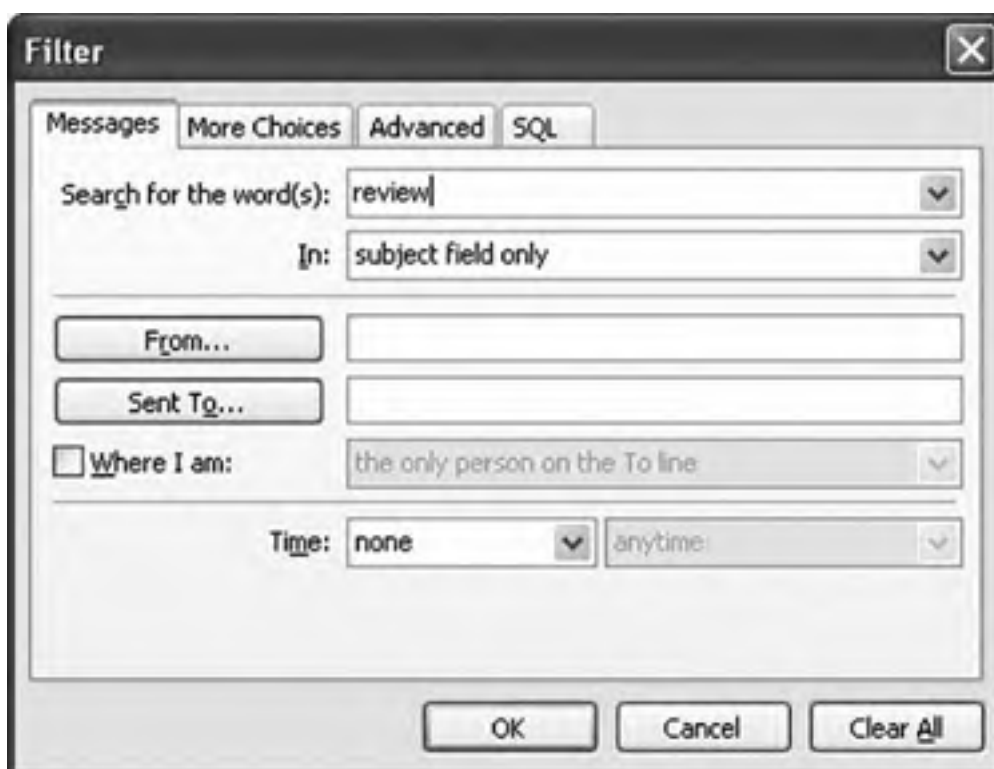 Filter
Messages More Choices Advanced SQL
Search for the word(s): review
In: subject field only
From...
Sent To...
Where I am: the only person on the To line
Time: none anytime
OK Cancel Clear All